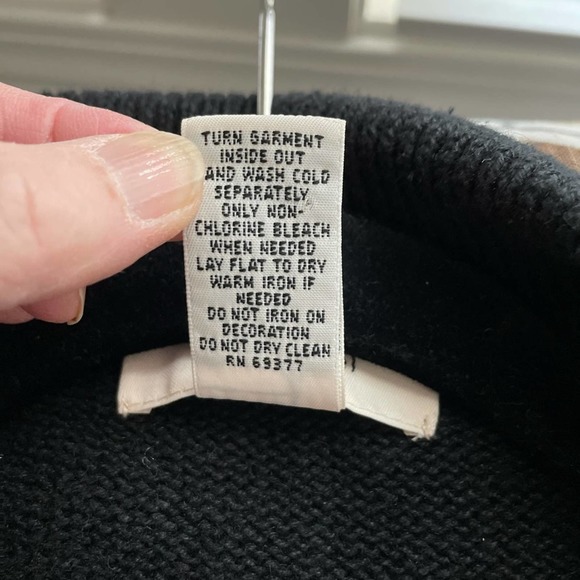 TURN GARMENT
INSIDE OUT
AND WASH COLD
SEPARATELY
ONLY NON-
CHLORINE BLEACH
WHEN NEEDED
LAY FLAT TO DRY
WARM IRON IF
NEEDED
DO NOT IRON ON
DECORATION
DO NOT DRY CLEAN
RN 69377